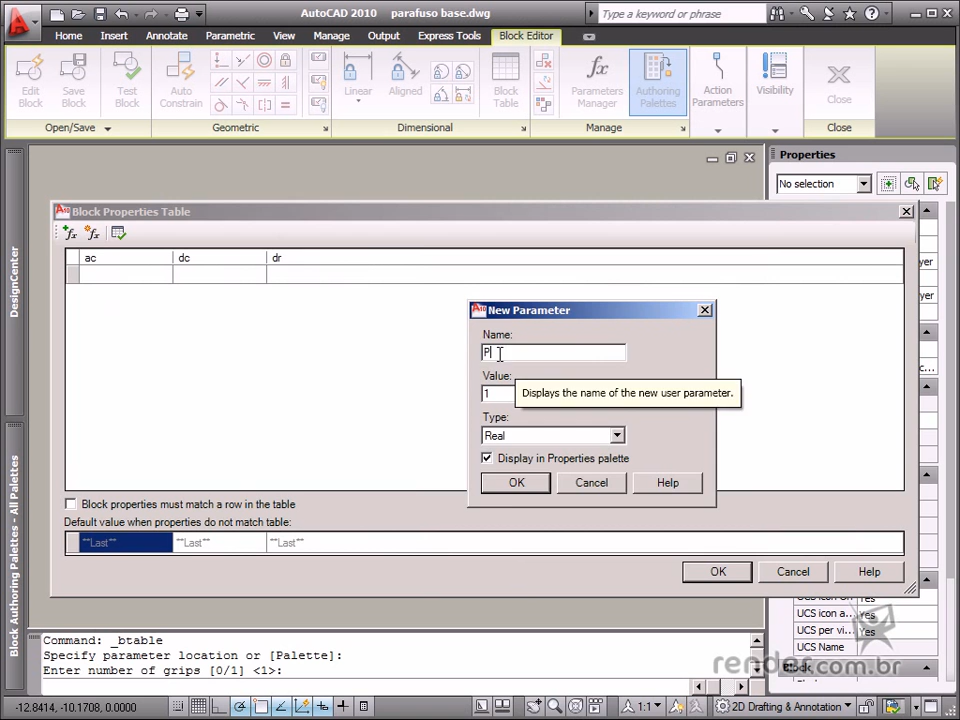 AutoCAD 2010 parafuso base.dwg
Type a keyword or phrase
Home Insert Annotate Parametric View Manage Output Express Tools Block Editor
Edit Block
Save Block
Test Block
Auto Constrain
Linear
Aligned
Block Table
Parameters Manager
Authoring Palettes
Action Parameters
Visibility
Close
Open/Save Geometric Dimensional Manage Close
Properties
No selection
DesignCenter
Block Authoring Palettes - All Palettes
Block Properties Table
ac dc dr
New Parameter
Name:
P
Value:
1
Displays the name of the new user parameter.
Type:
Real
Display in Properties palette
OK Cancel Help
Block properties must match a row in the table
Default value when properties do not match table:
**Last** **Last** **Last**
OK Cancel Help
Yes
UCS icon a... Yes
UCS per vi... Yes
UCS Name
Block
render.com.br
Command: _btable
Specify parameter location or [Palette]:
Enter number of grips [0/1] <1>:
-12.8414, -10.1708, 0.0000
1:1
2D Drafting & Annotation